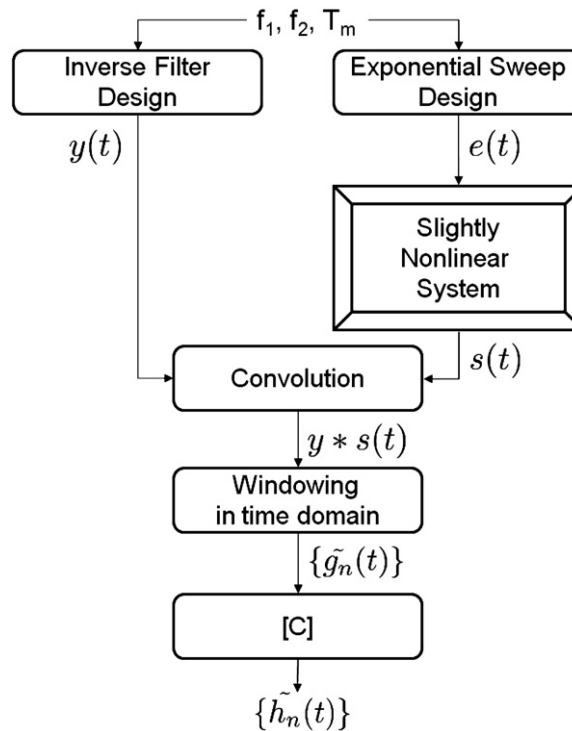 f₁, f₂, Tₘ
Inverse Filter
Design
Exponential Sweep
Design
y(t)
e(t)
Slightly
Nonlinear
System
Convolution
s(t)
y ∗ s(t)
Windowing
in time domain
{g̃ₙ(t)}
[C]
{h̃ₙ(t)}